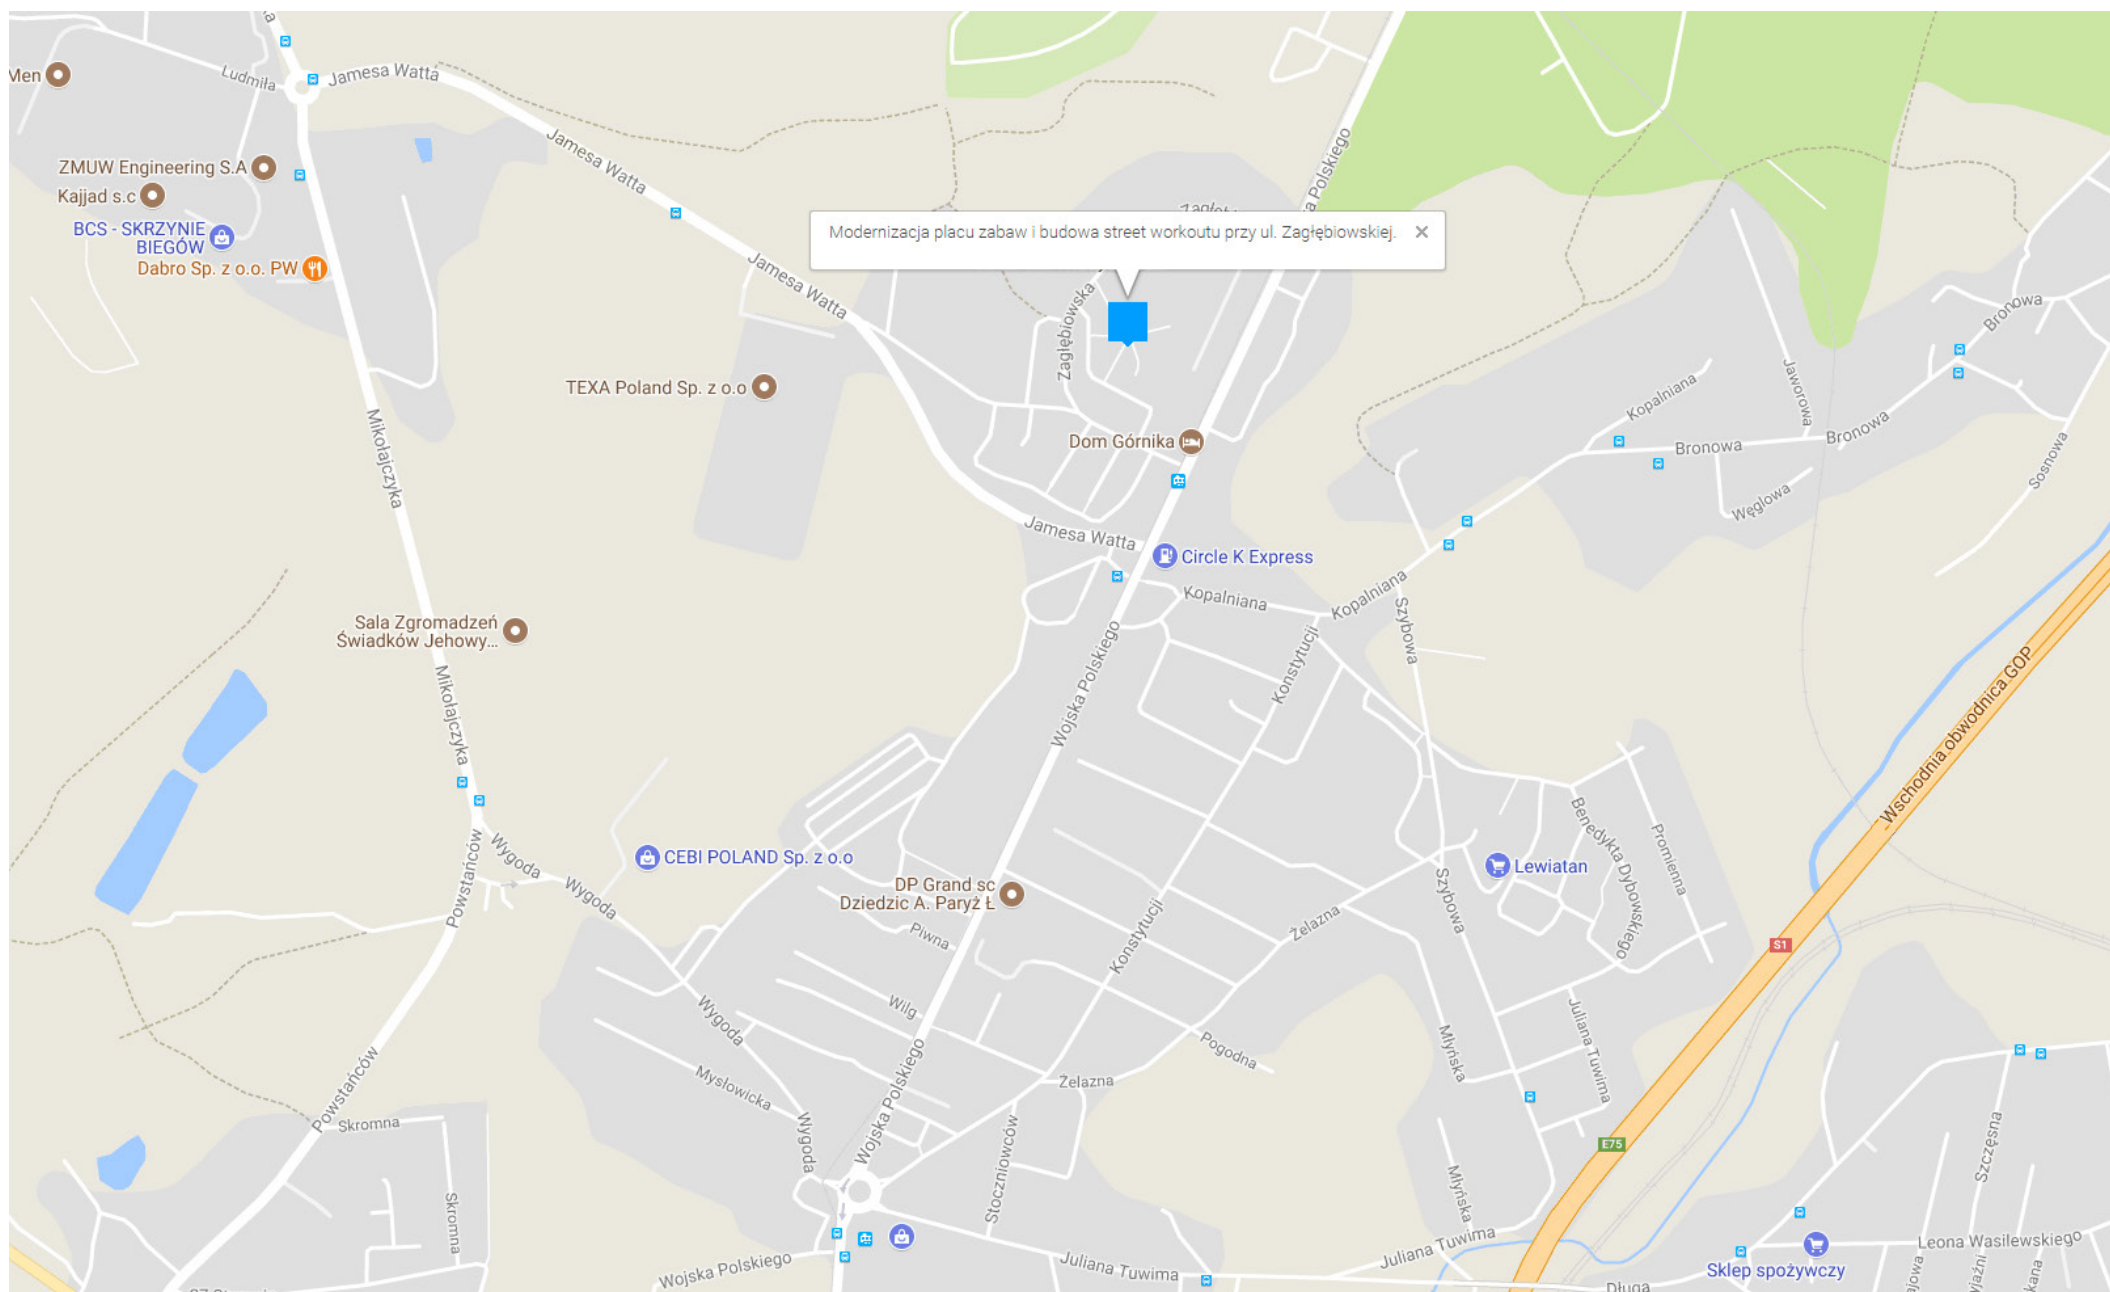 Men
Ludmiła
Jamesa Watta
Jamesa Watta
ZMUW Engineering S.A
Kajjad s.c
BCS - SKRZYNIE
BIEGÓW
Dabro Sp. z o.o. PW
Modernizacja placu zabaw i budowa street workoutu przy ul. Zagłębiowskiej.
a Polskiego
Jamesa Watta
Zagłębiowska
TEXA Poland Sp. z o.o
Dom Górnika
Bronowa
Jaworowa
Kopalniana
Bronowa
Bronowa
Sosnowa
Węglowa
Mikołajczyka
Jamesa Watta
Circle K Express
Kopalniana
Kopalniana
Szybowa
Sala Zgromadzeń
Świadków Jehowy...
Konstytucji
Wojska Polskiego
Mikołajczyka
Wschodnia obwodnica GOP
CEBI POLAND Sp. z o.o
Wygoda
Wygoda
Powstańców
DP Grand sc
Dziedzic A. Paryż Ł
Piwna
Lewiatan
Benedykta Dybowskiego
Promienna
Szybowa
Żelazna
Konstytucji
S1
Wilg
Wygoda
Pogodna
Młyńska
Juliana Tuwima
Mysłowicka
Wojska Polskiego
Żelazna
Powstańców
Skromna
Skromna
Wygoda
Stoczniowców
E75
Szczęsna
Młyńska
Wojska Polskiego
Juliana Tuwima
Juliana Tuwima
Leona Wasilewskiego
Sklep spożywczy
Długa